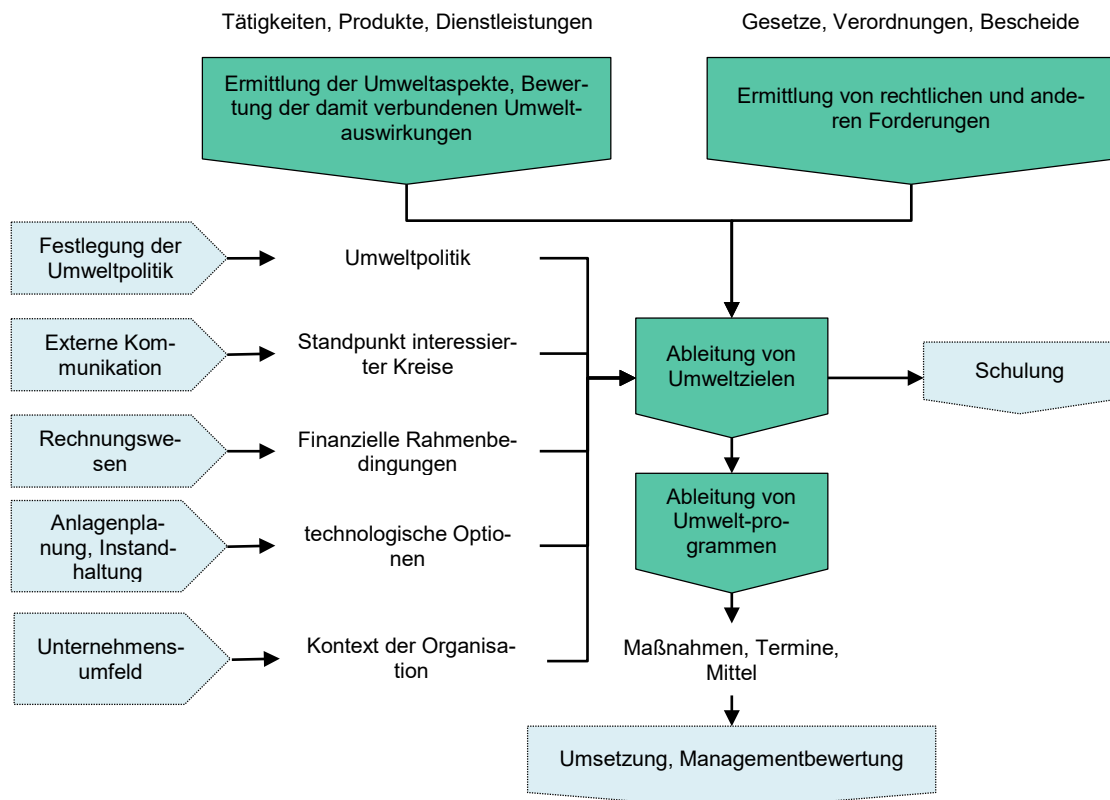 Tätigkeiten, Produkte, Dienstleistungen
Gesetze, Verordnungen, Bescheide
Ermittlung der Umweltaspekte, Bewer-
tung der damit verbundenen Umwelt-
auswirkungen
Ermittlung von rechtlichen und ande-
ren Forderungen
Festlegung der
Umweltpolitik
Umweltpolitik
Externe Kom-
munikation
Standpunkt interessier-
ter Kreise
Ableitung von
Umweltzielen
Schulung
Rechnungswe-
sen
Finanzielle Rahmenbe-
dingungen
Ableitung von
Umwelt-pro-
grammen
Anlagenpla-
nung, Instand-
haltung
technologische Optio-
nen
Unternehmens-
umfeld
Kontext der Organisa-
tion
Maßnahmen, Termine,
Mittel
Umsetzung, Managementbewertung